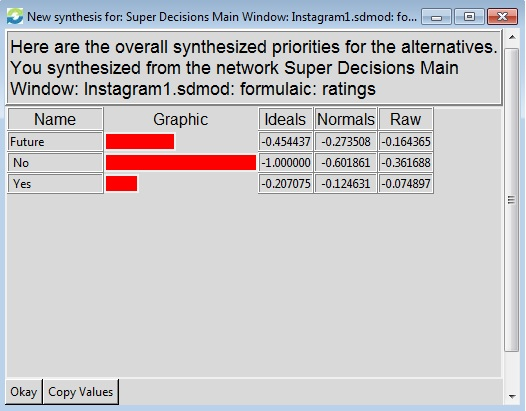 New synthesis for: Super Decisions Main Window: Instagram1.sdmod: fo...
Here are the overall synthesized priorities for the alternatives.
You synthesized from the network Super Decisions Main
Window: Instagram1.sdmod: formulaic: ratings
Name Graphic Ideals Normals Raw
Future -0.454437 -0.273508 -0.164365
No -1.000000 -0.601861 -0.361688
Yes -0.207075 -0.124631 -0.074897
Okay Copy Values